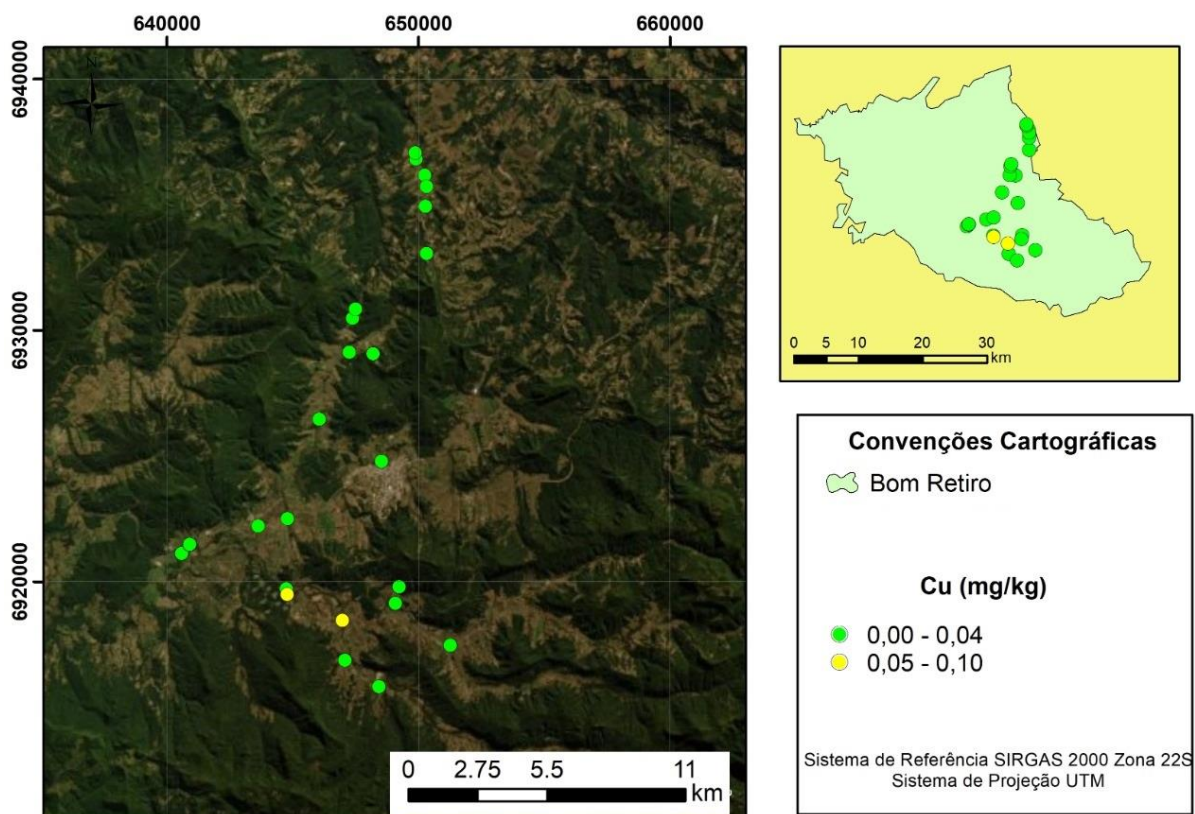 640000 650000 660000
N
6940000
6930000
6920000
0 2.75 5.5 11
km
0 5 10 20 30
km
Convenções Cartográficas
Bom Retiro
Cu (mg/kg)
0,00 - 0,04
0,05 - 0,10
Sistema de Referência SIRGAS 2000 Zona 22S
Sistema de Projeção UTM